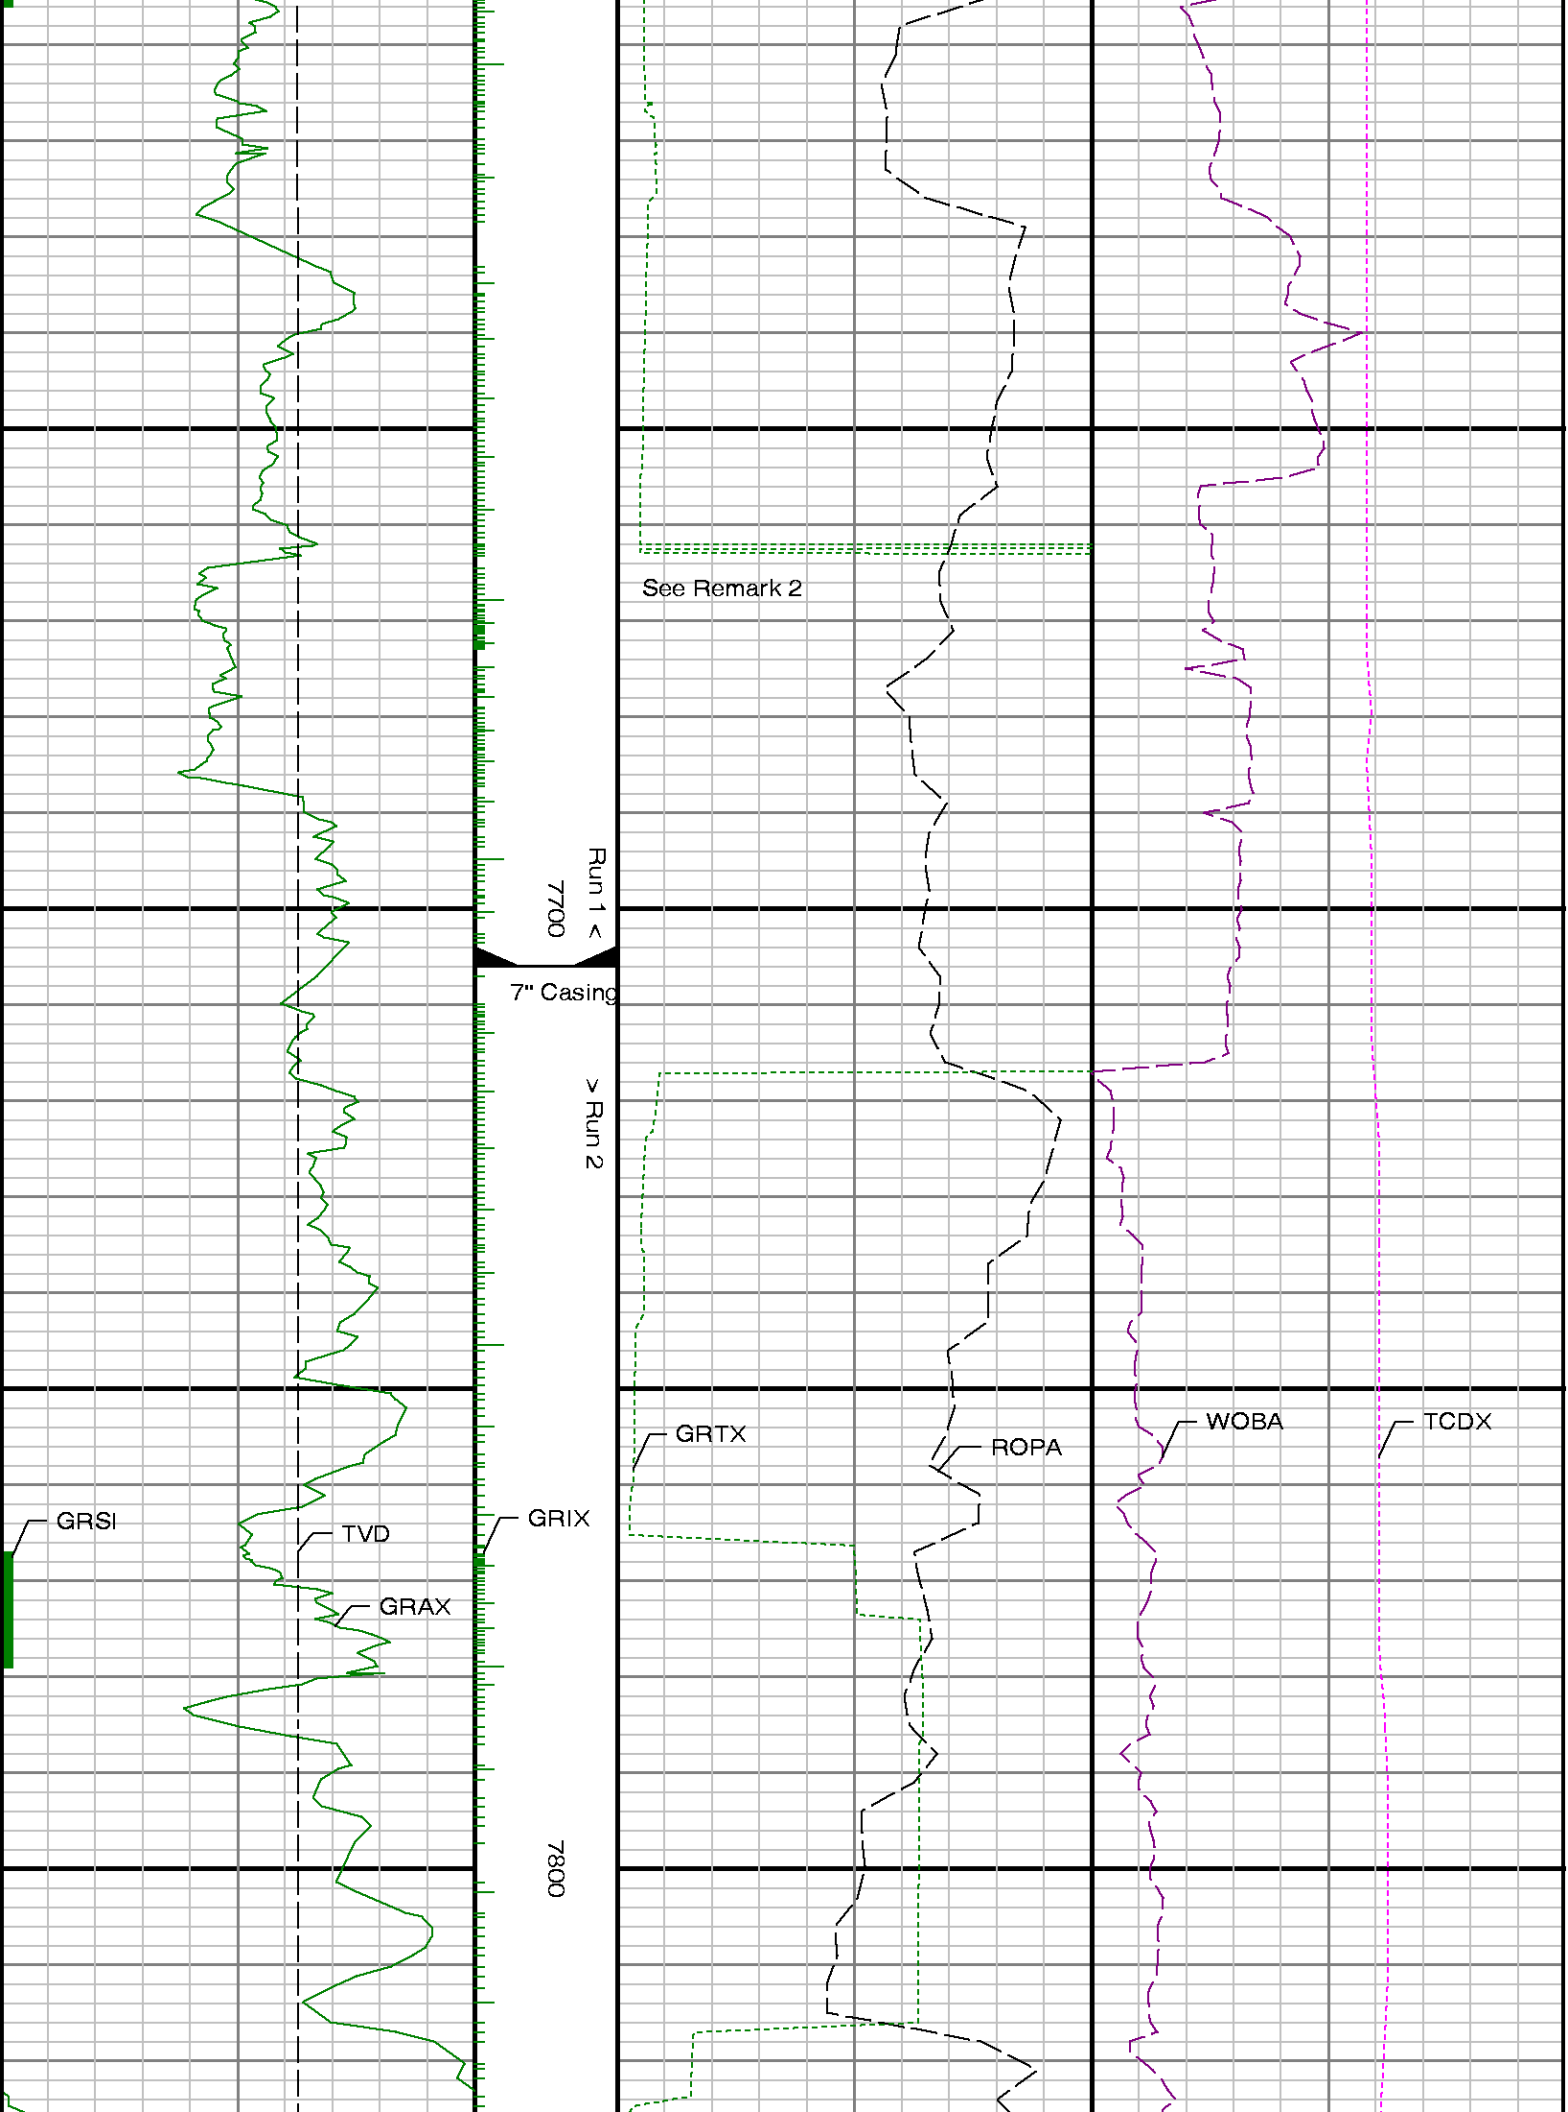 See Remark 2
Run 1 <
7700
7" Casing
> Run 2
WOBA
TCDX
GRTX
ROPA
GRSI
GRIX
TVD
GRAX
7800